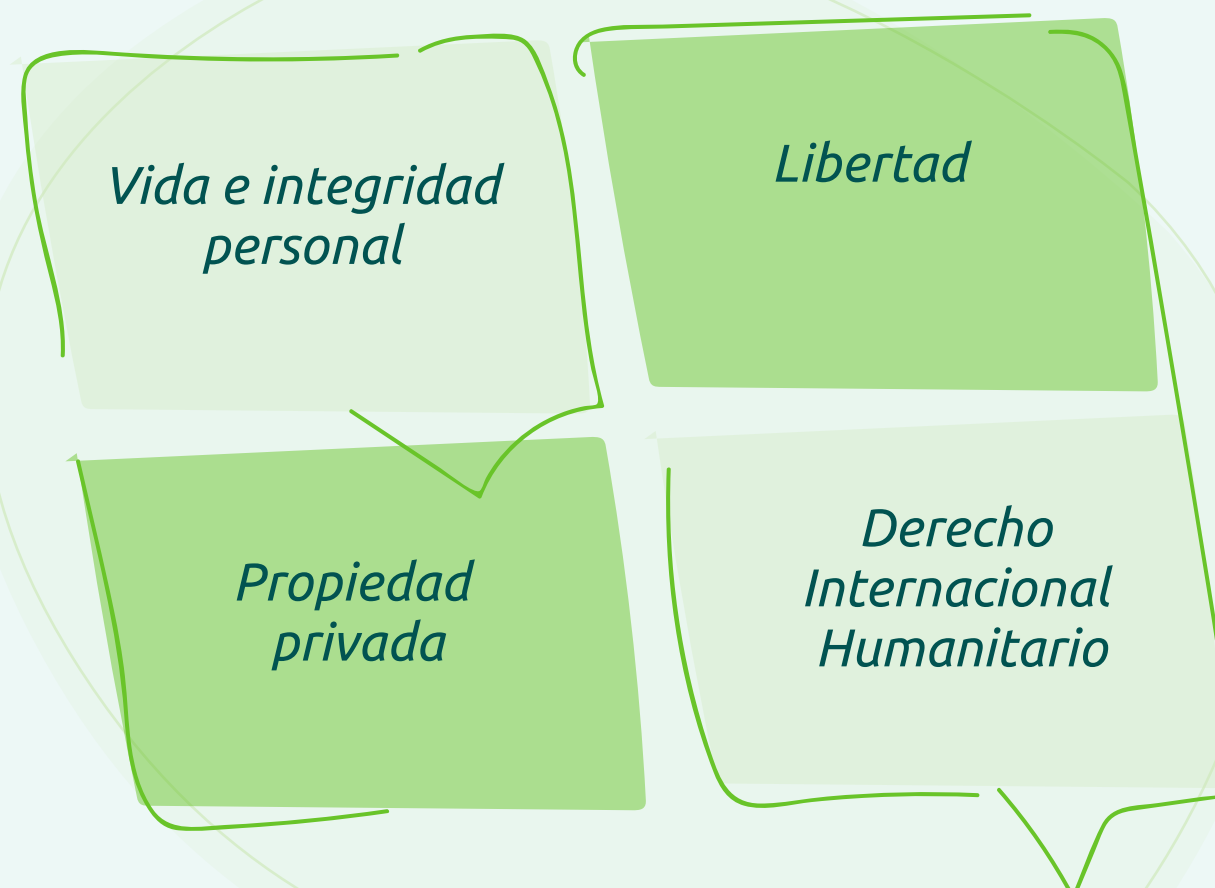 Vida e integridad
personal
Libertad
Propiedad
privada
Derecho
Internacional
Humanitario